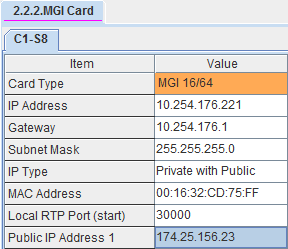 2.2.2.MGI Card
C1-S8
Item Value
Card Type MGI 16/64
IP Address 10.254.176.221
Gateway 10.254.176.1
Subnet Mask 255.255.255.0
IP Type Private with Public
MAC Address 00:16:32:CD:75:FF
Local RTP Port (start) 30000
Public IP Address 1 174.25.156.23